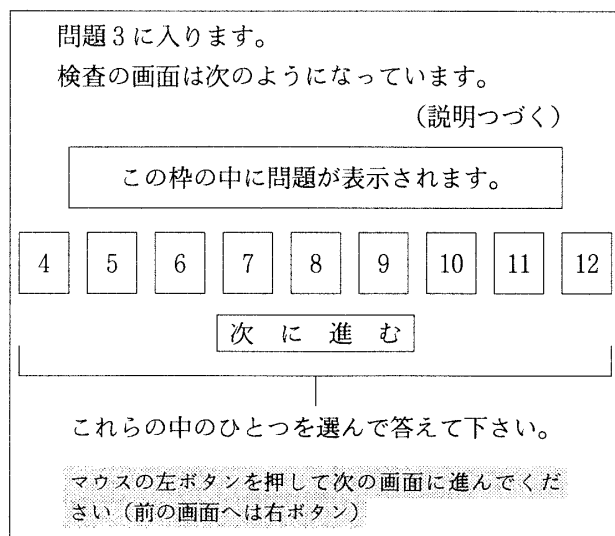 問題3に入ります。
検査の画面は次のようになっています。
(説明つづく)
この枠の中に問題が表示されます。
4 5 6 7 8 9 10 11 12
次に進む
これらの中のひとつを選んで答えて下さい。
マウスの左ボタンを押して次の画面に進んでくだ
さい(前の画面へは右ボタン)